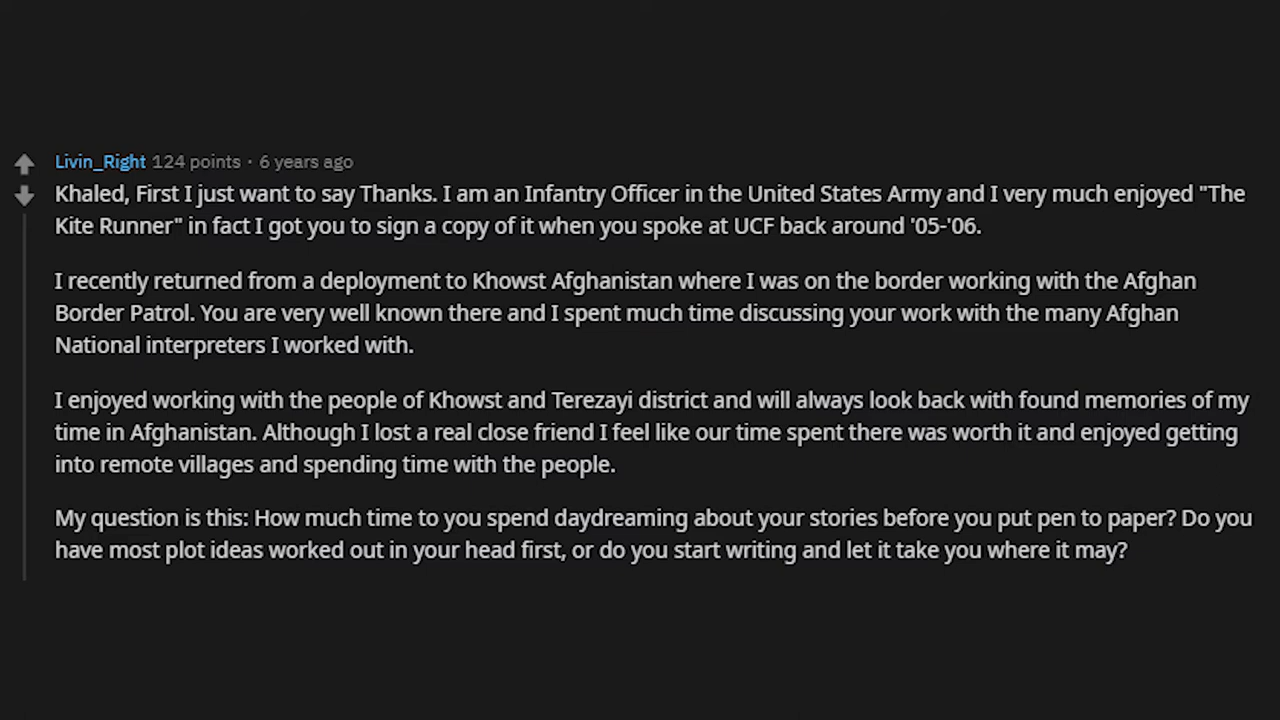 Livin_Right 124 points · 6 years ago
Khaled, First I just want to say Thanks. I am an Infantry Officer in the United States Army and I very much enjoyed "The
Kite Runner" in fact I got you to sign a copy of it when you spoke at UCF back around '05-'06.
I recently returned from a deployment to Khowst Afghanistan where I was on the border working with the Afghan
Border Patrol. You are very well known there and I spent much time discussing your work with the many Afghan
National interpreters I worked with.
I enjoyed working with the people of Khowst and Terezayi district and will always look back with found memories of my
time in Afghanistan. Although I lost a real close friend I feel like our time spent there was worth it and enjoyed getting
into remote villages and spending time with the people.
My question is this: How much time to you spend daydreaming about your stories before you put pen to paper? Do you
have most plot ideas worked out in your head first, or do you start writing and let it take you where it may?